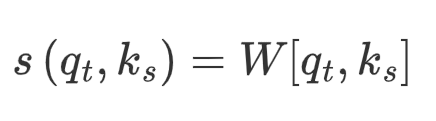 s (q_t, k_s) = W[q_t, k_s]